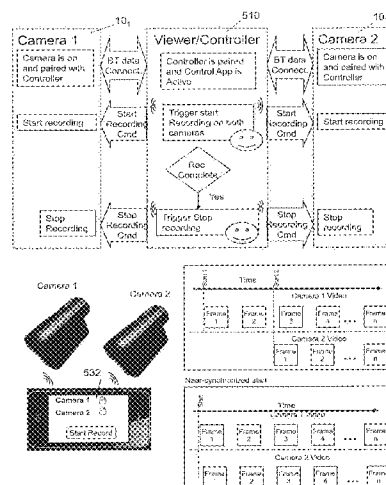 Camera 1
10₁
Viewer/Controller
510
Camera 2
10
Camera is on
and paired with
Controller
BT data
Connect.
Controller is paired
and Control App is
Active
BT data
Connect.
Camera is on
and paired with
Controller
Start recording
Start
Recording
Cmd
Trigger start
Recording on both
cameras
Start
Recording
Cmd
Start recording
Rec
Complete
Yes
Stop
Recording
Stop
Recording
Cmd
Trigger Stop
recording
Stop
Recording
Cmd
Stop
recording
Camera 1
Camera 2
532
Camera 1
Camera 2
Start Record
Time
Camera 1 Video
Frame
1
Frame
2
Frame
3
Frame
4
...
Frame
n
Camera 2 Video
Frame
1
Frame
2
...
Frame
n
Near-synchronized start
Start
Time
Camera 1 Video
Frame
1
Frame
2
Frame
3
Frame
4
...
Frame
n
Camera 2 Video
Frame
1
Frame
2
Frame
3
Frame
4
...
Frame
n